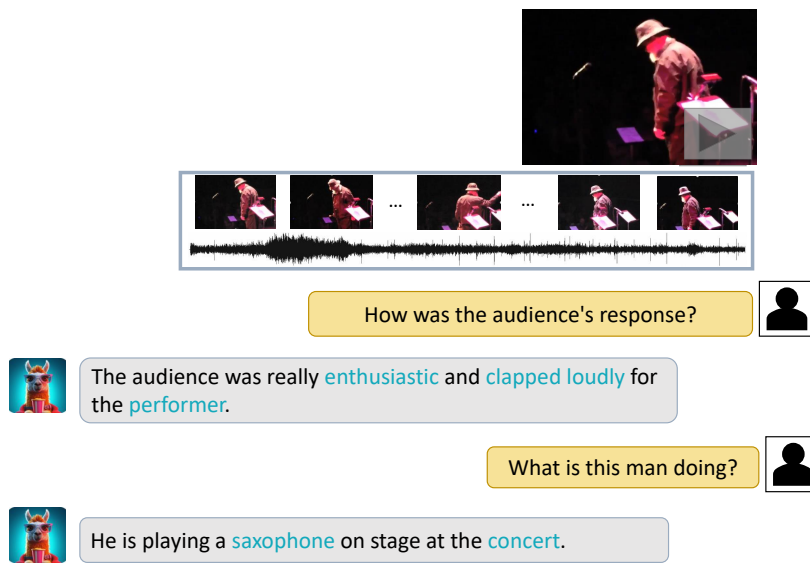 ...
...
How was the audience's response?
The audience was really enthusiastic and clapped loudly for
the performer.
What is this man doing?
He is playing a saxophone on stage at the concert.